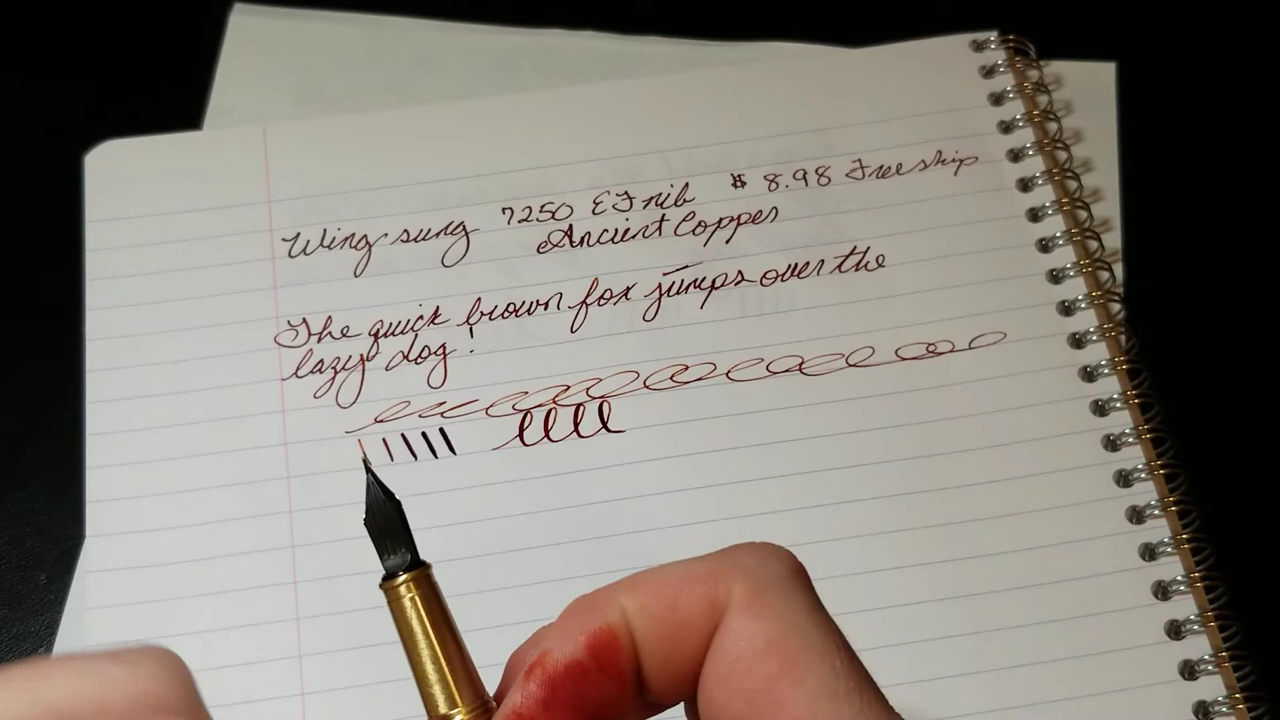 Wing sung 7250 EF nib $ 8.98 Free ship
Ancient Copper
The quick brown fox jumps over the
lazy dog!
llll